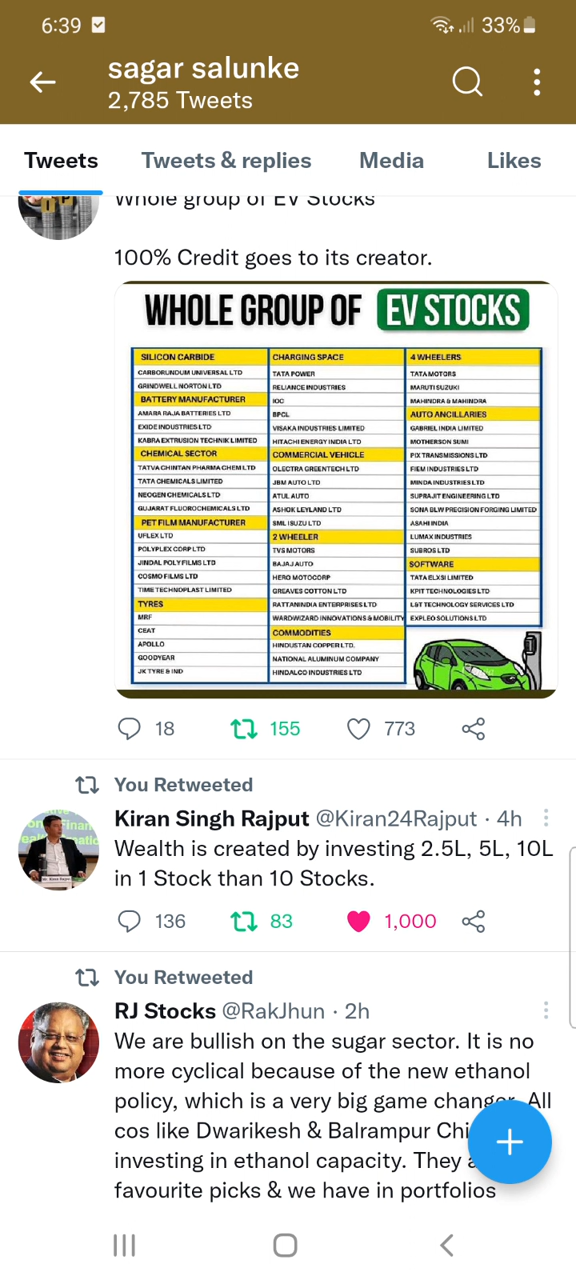 6:39
33%
sagar salunke
2,785 Tweets
Tweets Tweets & replies Media Likes
Whole group of EV Stocks
100% Credit goes to its creator.
WHOLE GROUP OF EV STOCKS
SILICON CARBIDE
CARBORUNDUM UNIVERSAL LTD
GRINDWELL NORTON LTD
BATTERY MANUFACTURER
AMARA RAJA BATTERIES LTD
EXIDE INDUSTRIES LTD
KABRA EXTRUSION TECHNIK LIMITED
CHEMICAL SECTOR
TATVA CHINTAN PHARMA CHEM LTD
TATA CHEMICALS LIMITED
NEOGEN CHEMICALS LTD
GUJARAT FLUOROCHEMICALS LTD
PET FILM MANUFACTURER
UFLEX LTD
POLYPLEX CORP LTD
JINDAL POLY FILMS LTD
COSMO FILMS LTD
TIME TECHNOPLAST LIMITED
TYRES
MRF
CEAT
APOLLO
GOODYEAR
JK TYRE & IND
CHARGING SPACE
TATA POWER
RELIANCE INDUSTRIES
IOC
BPCL
VISAKA INDUSTRIES LIMITED
HITACHI ENERGY INDIA LTD
COMMERCIAL VEHICLE
OLECTRA GREENTECH LTD
JBM AUTO LTD
ATUL AUTO
ASHOK LEYLAND LTD
SML ISUZU LTD
2 WHEELER
TVS MOTORS
BAJAJ AUTO
HERO MOTOCORP
GREAVES COTTON LTD
RATTANINDIA ENTERPRISES LTD
WARDWIZARD INNOVATIONS & MOBILITY
COMMODITIES
HINDUSTAN COPPER LTD.
NATIONAL ALUMINUM COMPANY
HINDALCO INDUSTRIES LTD
4 WHEELERS
TATA MOTORS
MARUTI SUZUKI
MAHINDRA & MAHINDRA
AUTO ANCILLARIES
GABRIEL INDIA LIMITED
MOTHERSON SUMI
PIX TRANSMISSIONS LTD
FIEM INDUSTRIES LTD
MINDA INDUSTRIES LTD
SUPRAJIT ENGINEERING LTD
SONA BLW PRECISION FORGING LIMITED
ASAHI INDIA
LUMAX INDUSTRIES
SUBROS LTD
SOFTWARE
TATA ELXSI LIMITED
KPIT TECHNOLOGIES LTD
L&T TECHNOLOGY SERVICES LTD
EXPLEO SOLUTIONS LTD
18 155 773
You Retweeted
Kiran Singh Rajput @Kiran24Rajput · 4h
Wealth is created by investing 2.5L, 5L, 10L
in 1 Stock than 10 Stocks.
136 83 1,000
You Retweeted
RJ Stocks @RakJhun · 2h
We are bullish on the sugar sector. It is no
more cyclical because of the new ethanol
policy, which is a very big game changer. All
cos like Dwarikesh & Balrampur Chi
investing in ethanol capacity. They
favourite picks & we have in portfolios